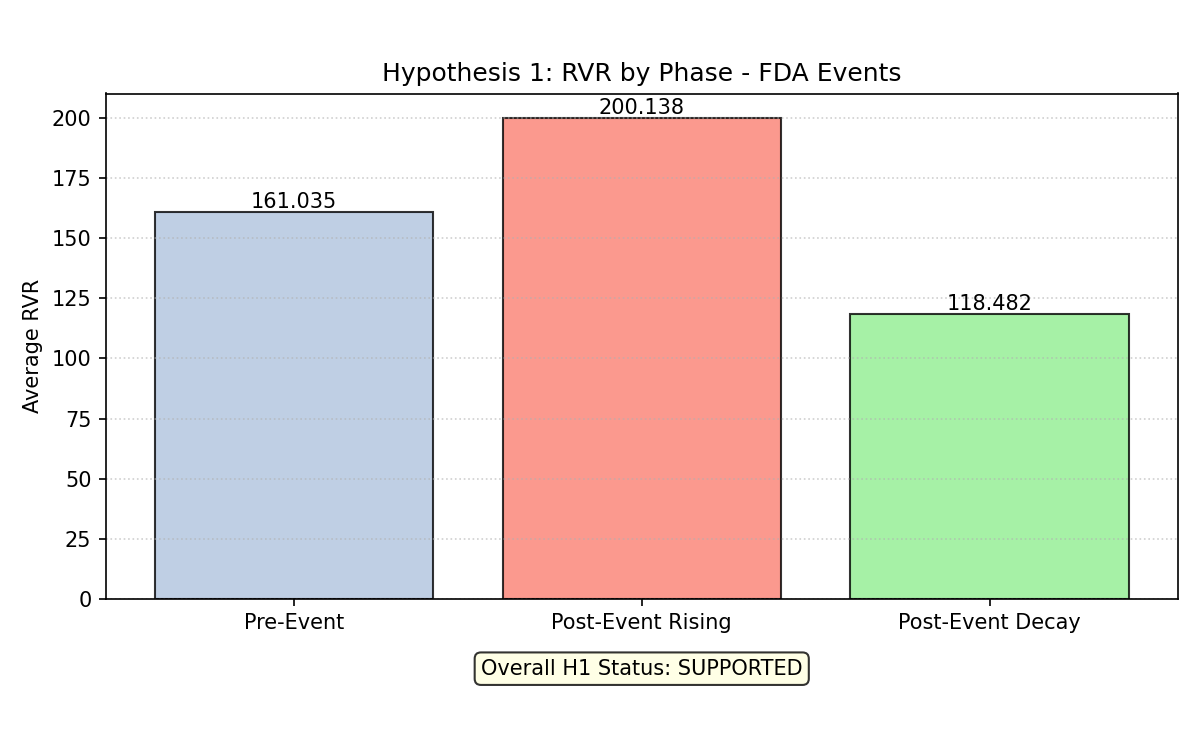 Hypothesis 1: RVR by Phase - FDA Events
Average RVR
200
175
150
125
100
75
50
25
0
161.035
200.138
118.482
Pre-Event
Post-Event Rising
Post-Event Decay
Overall H1 Status: SUPPORTED